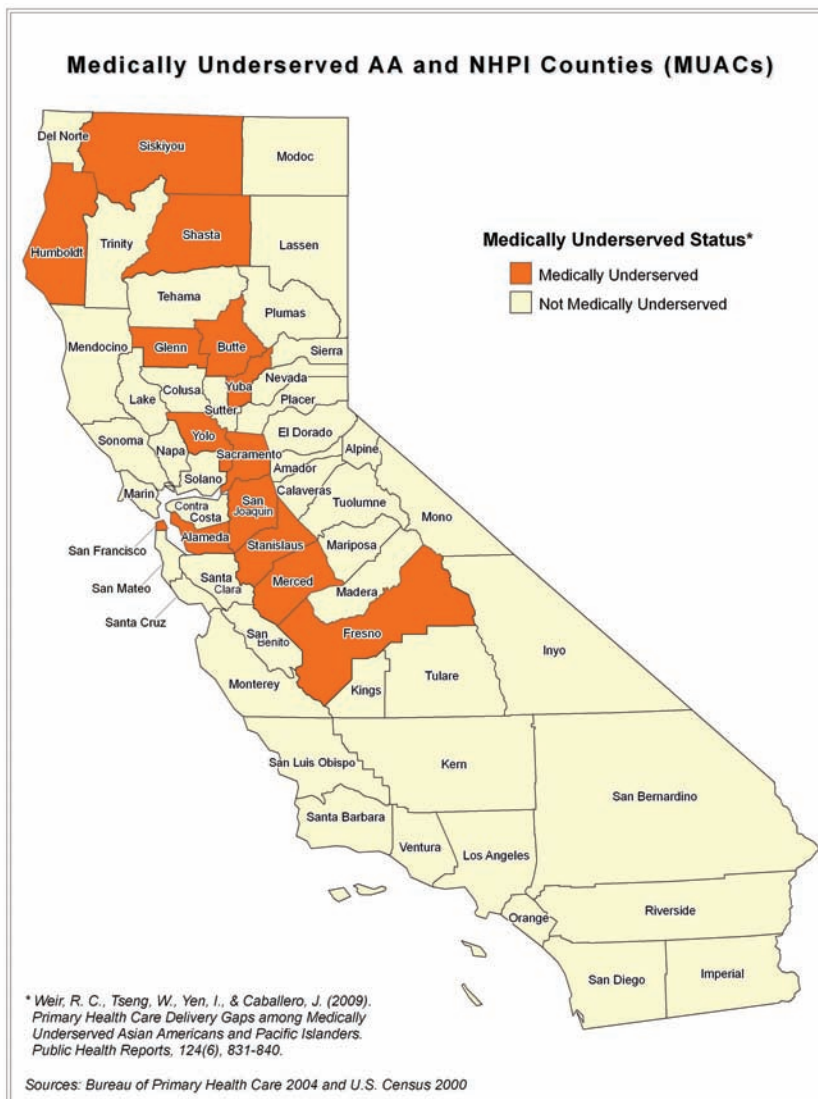 Medically Underserved AA and NHPI Counties (MUACs)
Del Norte
Siskiyou
Modoc
Humboldt
Trinity
Shasta
Lassen
Medically Underserved Status*
Medically Underserved
Not Medically Underserved
Tehama
Plumas
Mendocino
Glenn
Butte
Sierra
Lake
Colusa
Yuba
Nevada
Sutter
Placer
Sonoma
Napa
Yolo
El Dorado
Sacramento
Alpine
Solano
Amador
Marin
Calaveras
Contra
Costa
San
Joaquin
Tuolumne
Mono
San Francisco
Alameda
Stanislaus
Mariposa
San Mateo
Santa
Clara
Merced
Madera
Santa Cruz
San
Benito
Fresno
Inyo
Monterey
Kings
Tulare
San Luis Obispo
Kern
San Bernardino
Santa Barbara
Ventura
Los Angeles
Orange
Riverside
San Diego
Imperial
* Weir, R. C., Tseng, W., Yen, I., & Caballero, J. (2009).
Primary Health Care Delivery Gaps among Medically
Underserved Asian Americans and Pacific Islanders.
Public Health Reports, 124(6), 831-840.
Sources: Bureau of Primary Health Care 2004 and U.S. Census 2000